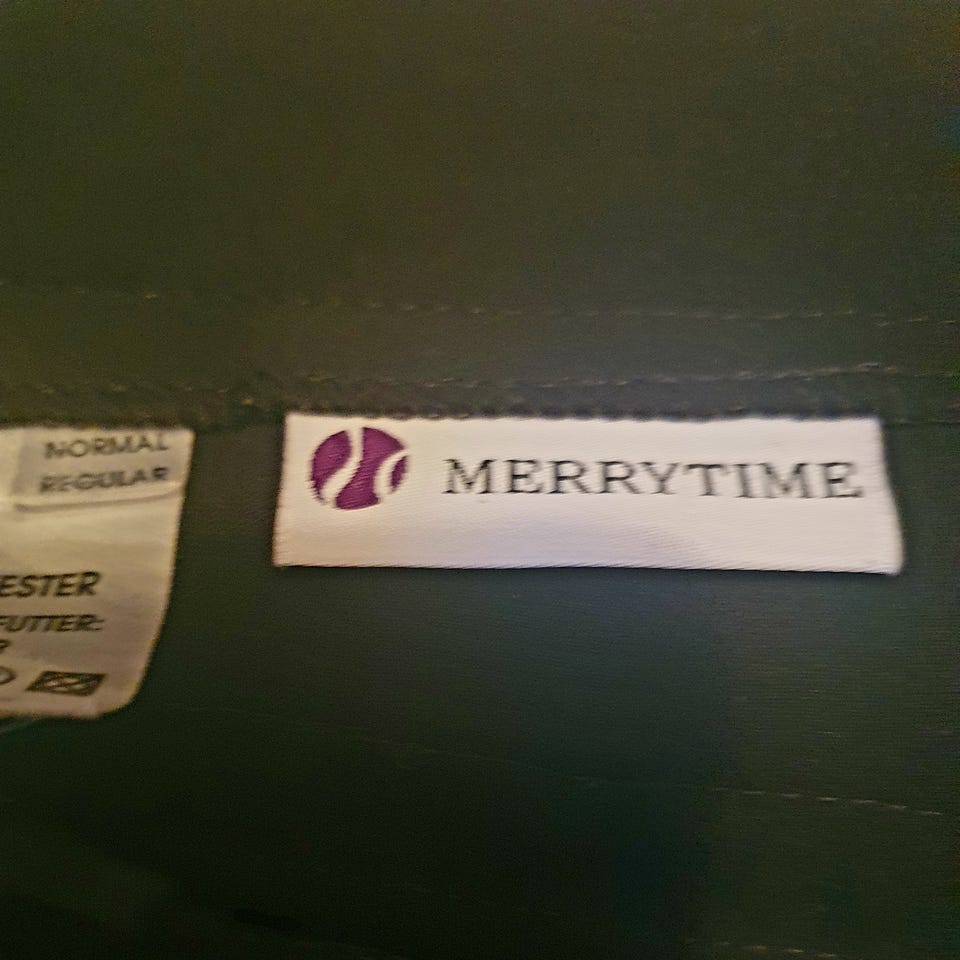 NORMAL
REGULAR
ESTER
FUTTER:
R
MERRYTIME